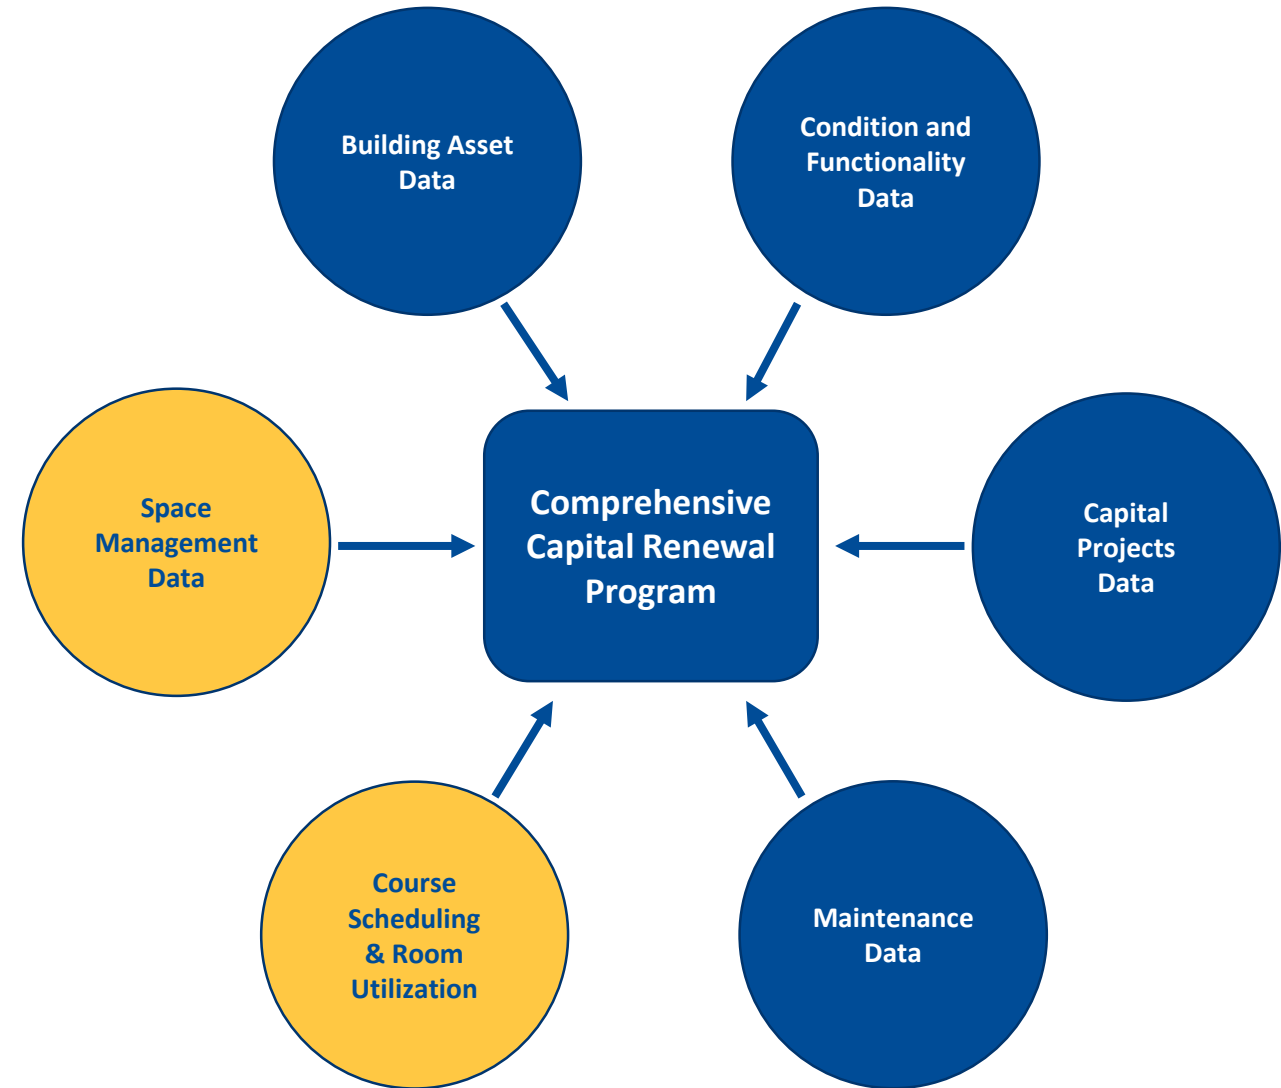 Building Asset
Data
Condition and
Functionality
Data
Space
Management
Data
Comprehensive
Capital Renewal
Program
Capital
Projects
Data
Course
Scheduling
& Room
Utilization
Maintenance
Data